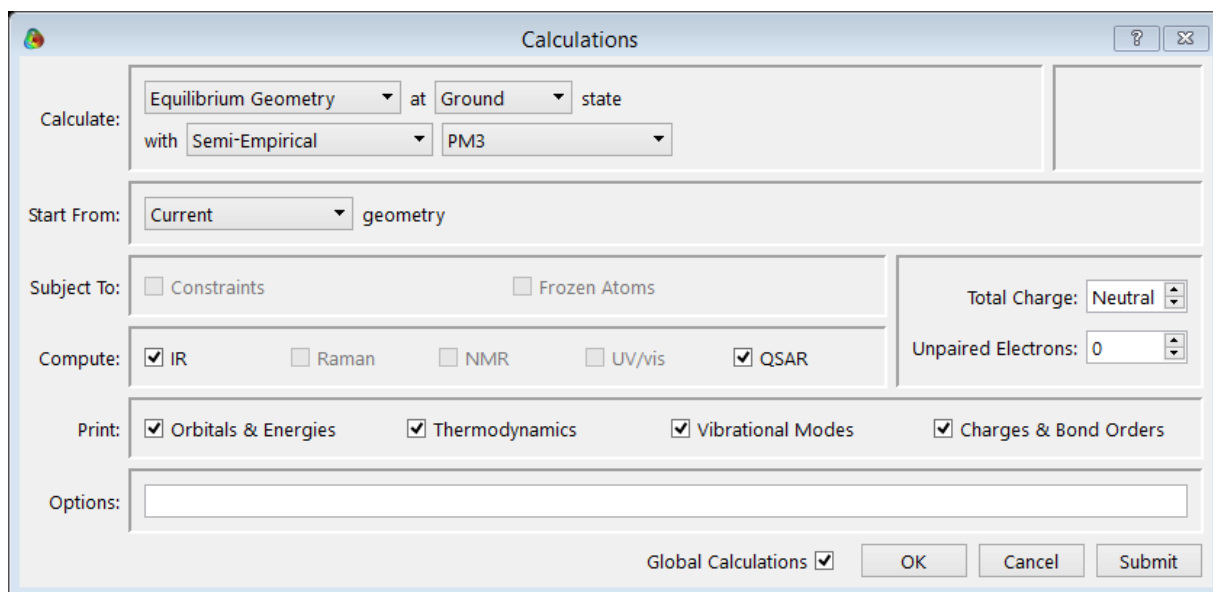 Calculations
Calculate:
Equilibrium Geometry at Ground state
with Semi-Empirical PM3
Start From: Current geometry
Subject To: Constraints Frozen Atoms
Total Charge: Neutral
Compute: IR Raman NMR UV/vis QSAR
Unpaired Electrons: 0
Print: Orbitals & Energies Thermodynamics Vibrational Modes Charges & Bond Orders
Options:
Global Calculations OK Cancel Submit